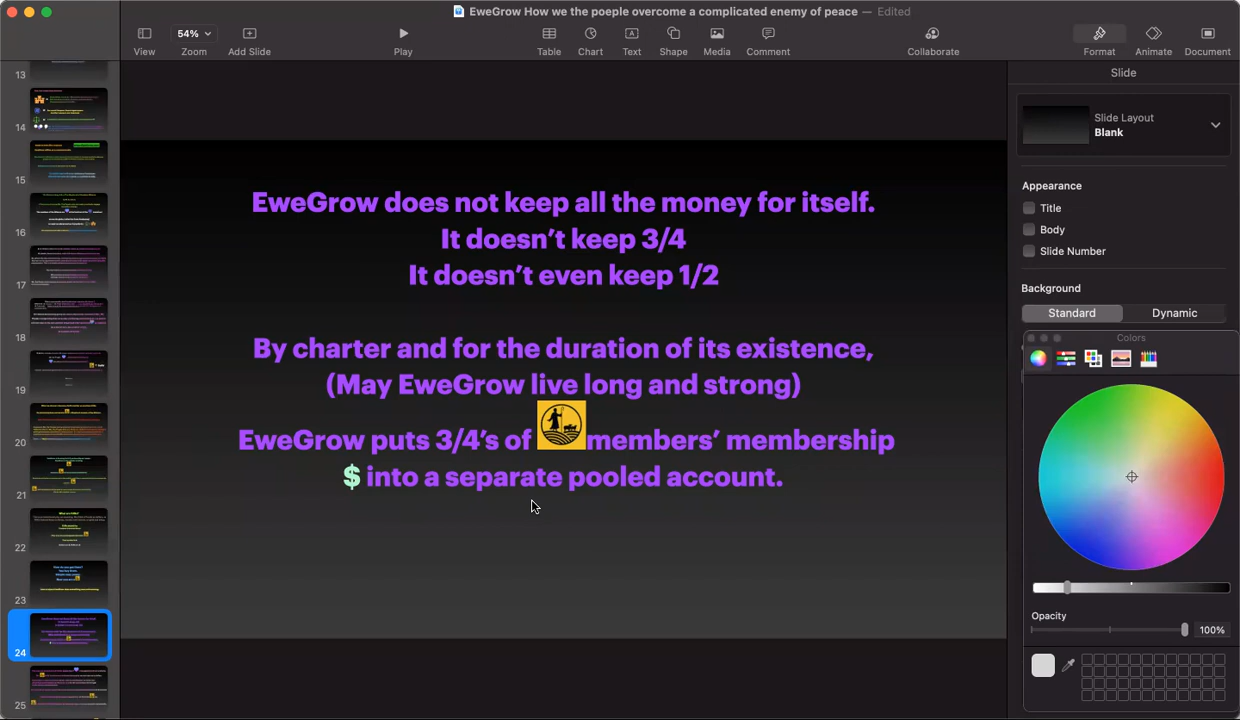 EweGrow How we the poeple overcome a complicated enemy of peace — Edited
View
54%
Zoom
Add Slide
Play
Table
Chart
Text
Shape
Media
Comment
Collaborate
Format
Animate
Document
13
14
15
16
17
18
19
20
21
22
23
24
25
EweGrow does not keep all the money for itself.
It doesn’t keep 3/4
It doesn’t even keep 1/2
By charter and for the duration of its existence,
(May EweGrow live long and strong)
EweGrow puts 3/4’s of members’ membership
$ into a separate pooled account.
Slide
Slide Layout
Blank
Appearance
Title
Body
Slide Number
Background
Standard
Dynamic
Colors
Opacity
100%